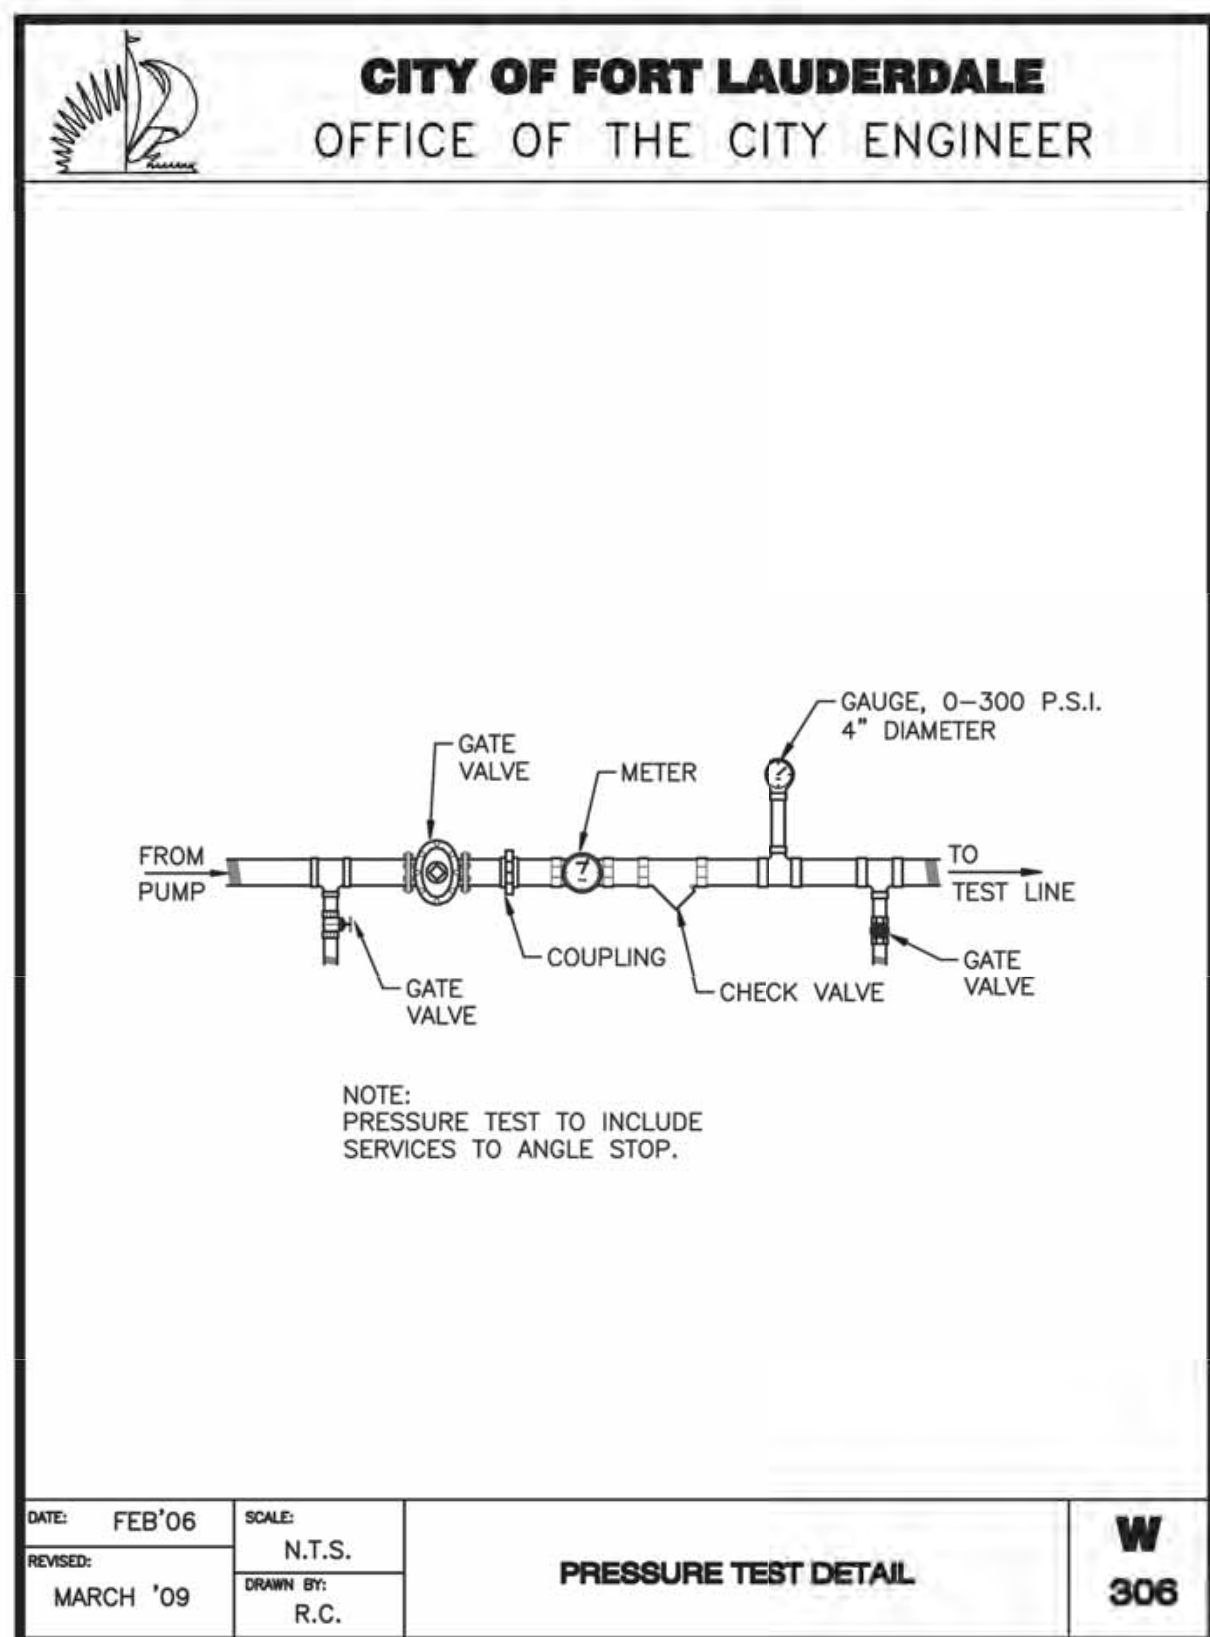 CITY OF FORT LAUDERDALE
OFFICE OF THE CITY ENGINEER
GAUGE, 0-300 P.S.I.
4" DIAMETER
GATE
VALVE
METER
FROM
PUMP
TO
TEST LINE
COUPLING
GATE
VALVE
CHECK VALVE
GATE
VALVE
NOTE:
PRESSURE TEST TO INCLUDE
SERVICES TO ANGLE STOP.
DATE: FEB'06
REVISED:
MARCH '09
SCALE:
N.T.S.
DRAWN BY:
R.C.
PRESSURE TEST DETAIL
W
306